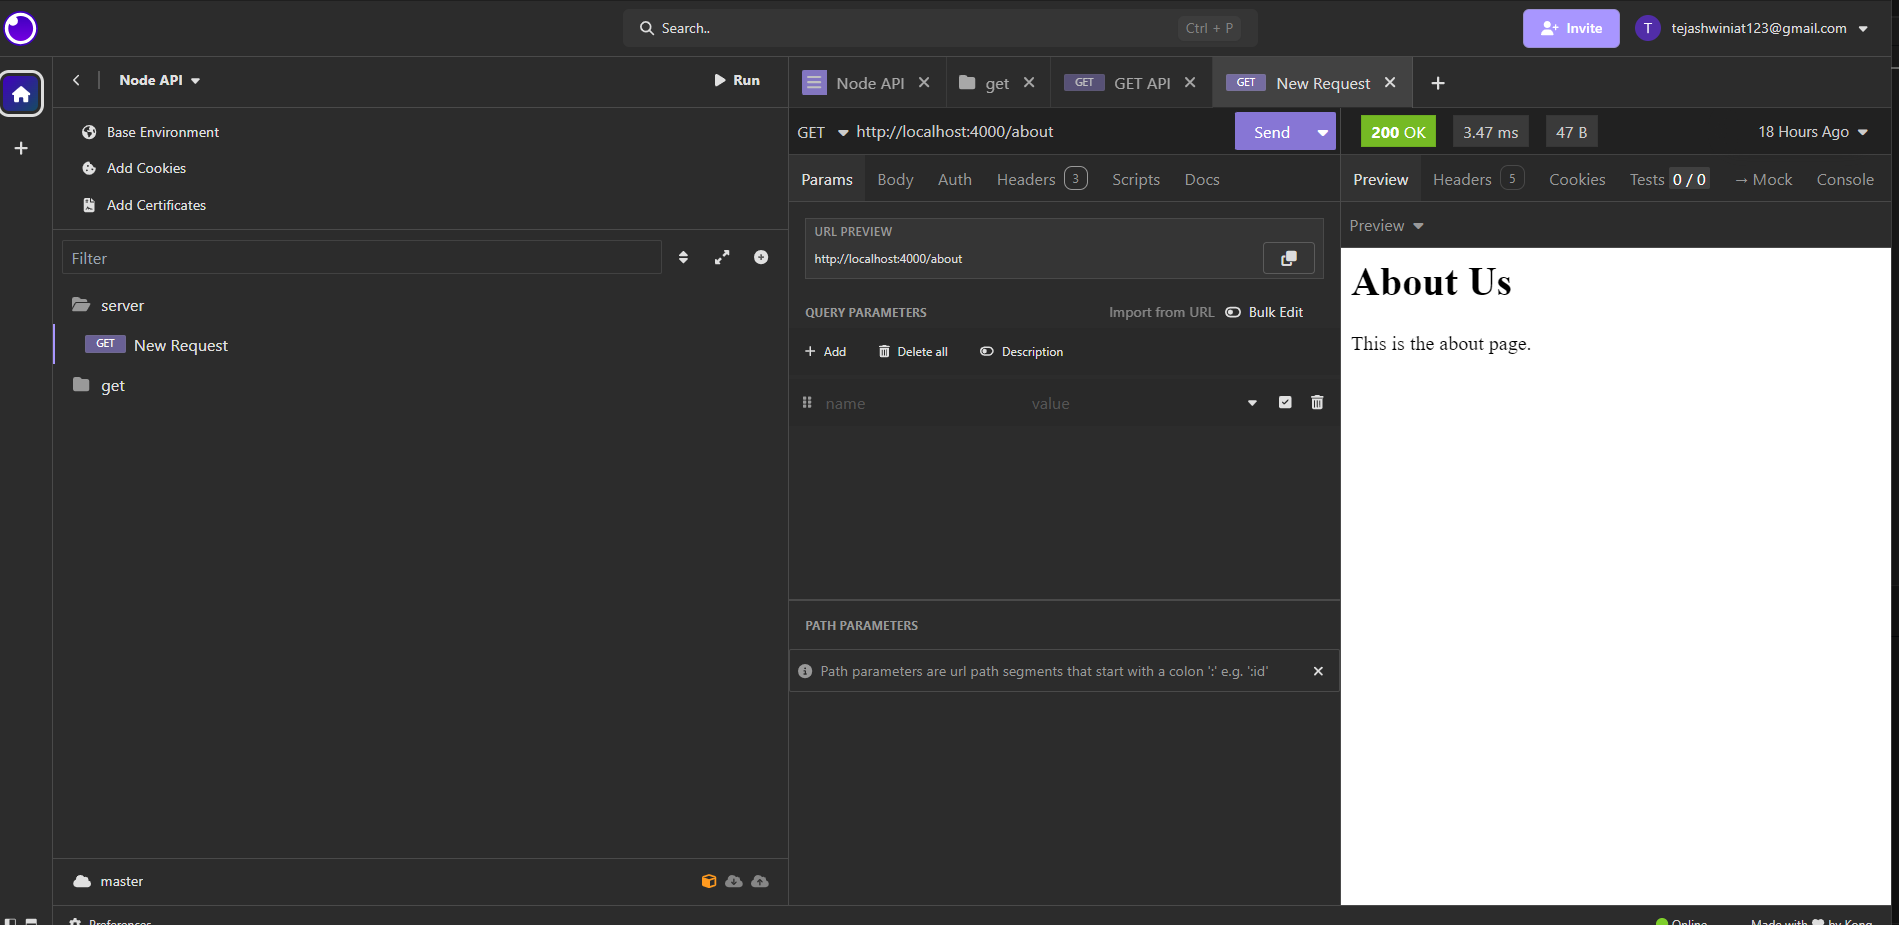 Search..
Ctrl + P
Invite
T
tejashwiniat123@gmail.com
Node API
Run
Node API
get
GET GET API
GET New Request
Base Environment
Add Cookies
Add Certificates
Filter
server
GET New Request
get
master
Preferences
GET http://localhost:4000/about
Send
Params Body Auth Headers 3 Scripts Docs
URL PREVIEW
http://localhost:4000/about
QUERY PARAMETERS
Import from URL
Bulk Edit
Add
Delete all
Description
name
value
PATH PARAMETERS
Path parameters are url path segments that start with a colon ':' e.g. ':id'
200 OK
3.47 ms
47 B
18 Hours Ago
Preview Headers 5 Cookies Tests 0 / 0 → Mock Console
Preview
About Us
This is the about page.
Online
Made with
by Kong